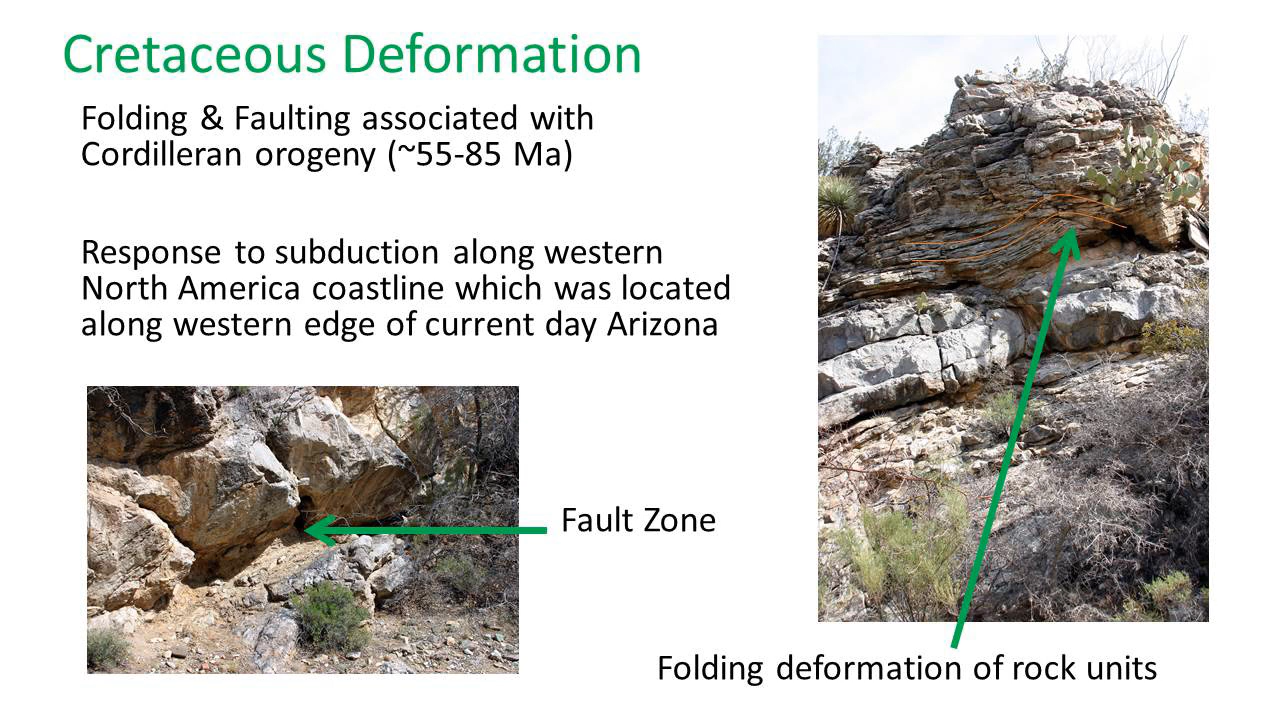 Cretaceous Deformation
Folding & Faulting associated with
Cordilleran orogeny (~55-85 Ma)
Response to subduction along western
North America coastline which was located
along western edge of current day Arizona
Fault Zone
Folding deformation of rock units